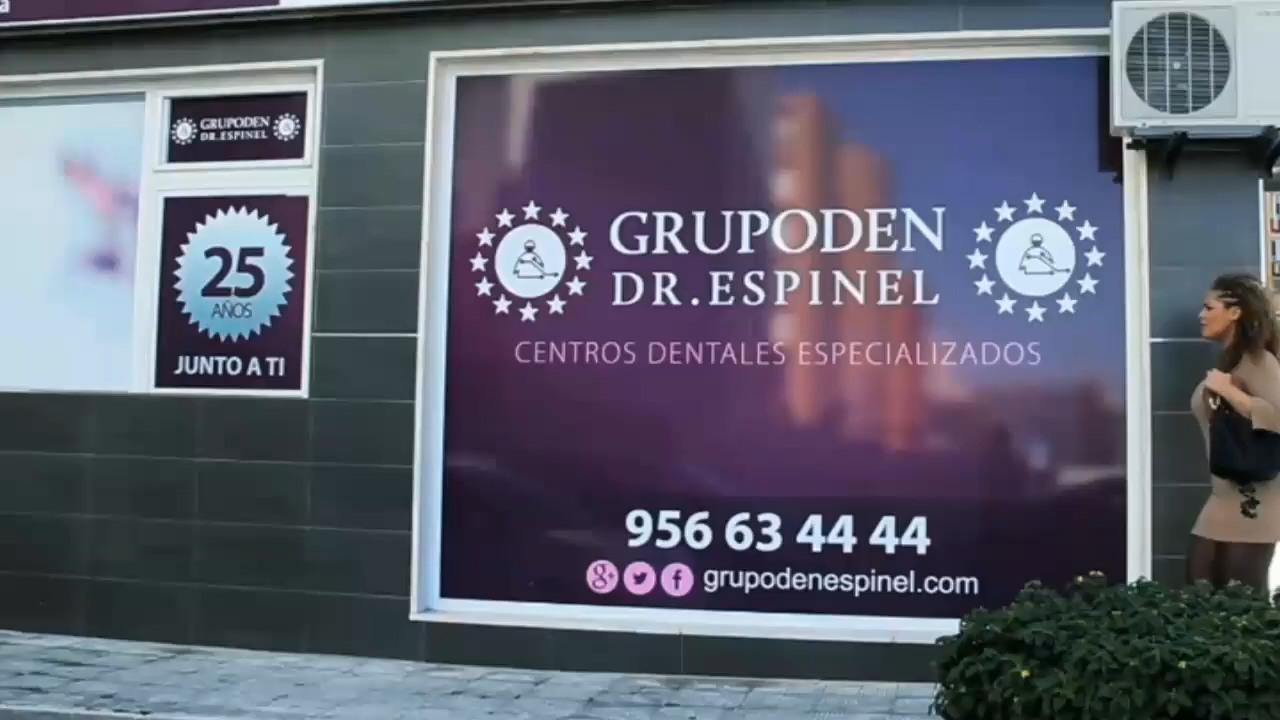 a
GRUPODEN
DR.ESPINEL
25
AÑOS
JUNTO A TI
GRUPODEN
DR.ESPINEL
CENTROS DENTALES ESPECIALIZADOS
956 63 44 44
grupodenespinel.com